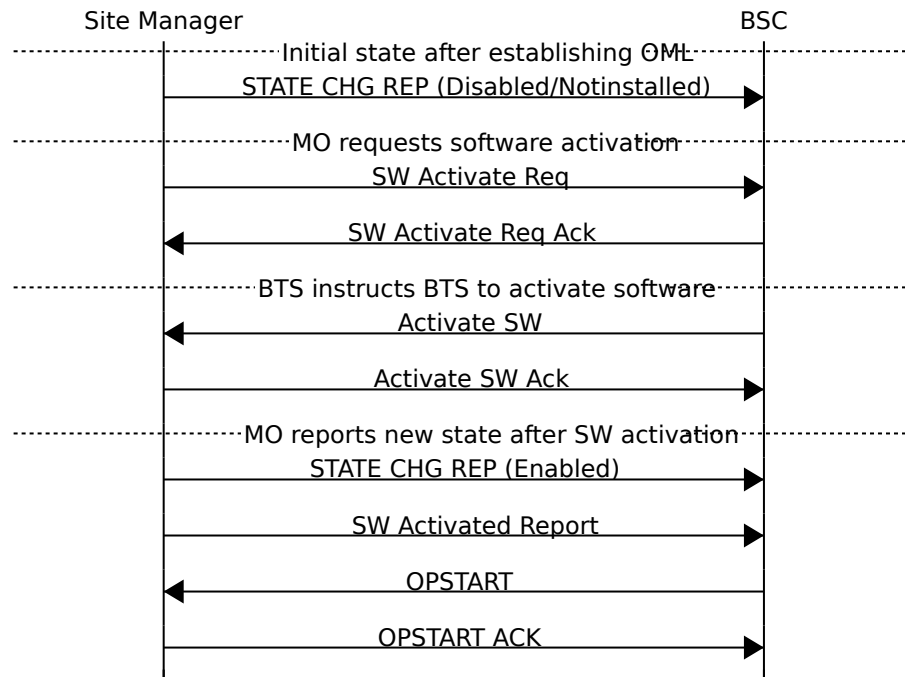 Site Manager BSC
Initial state after establishing OML
STATE CHG REP (Disabled/Notinstalled)
MO requests software activation
SW Activate Req
SW Activate Req Ack
BTS instructs BTS to activate software
Activate SW
Activate SW Ack
MO reports new state after SW activation
STATE CHG REP (Enabled)
SW Activated Report
OPSTART
OPSTART ACK